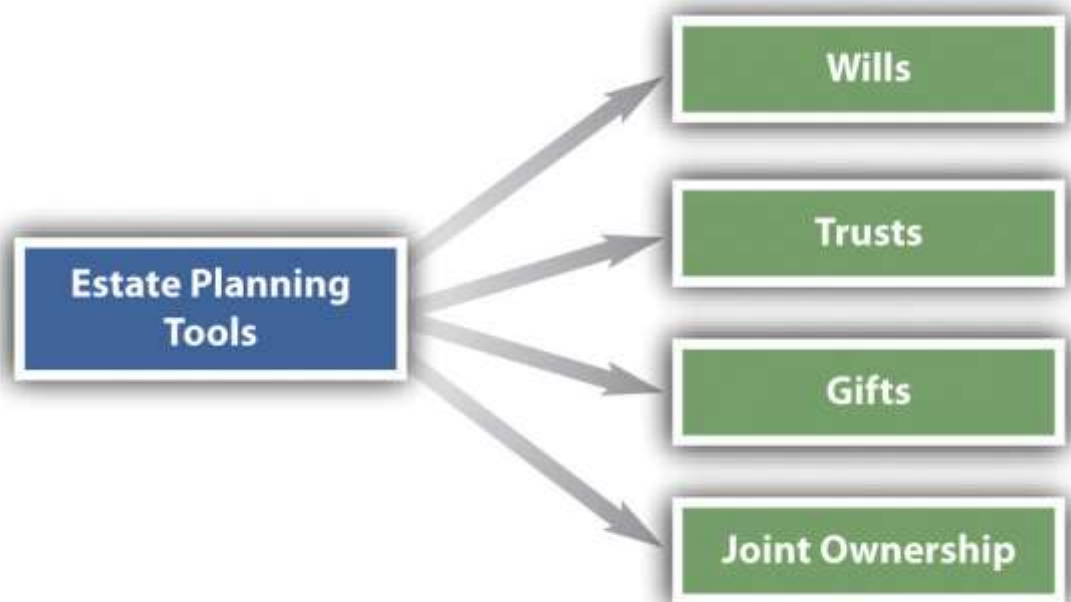 Estate Planning
Tools
Wills
Trusts
Gifts
Joint Ownership